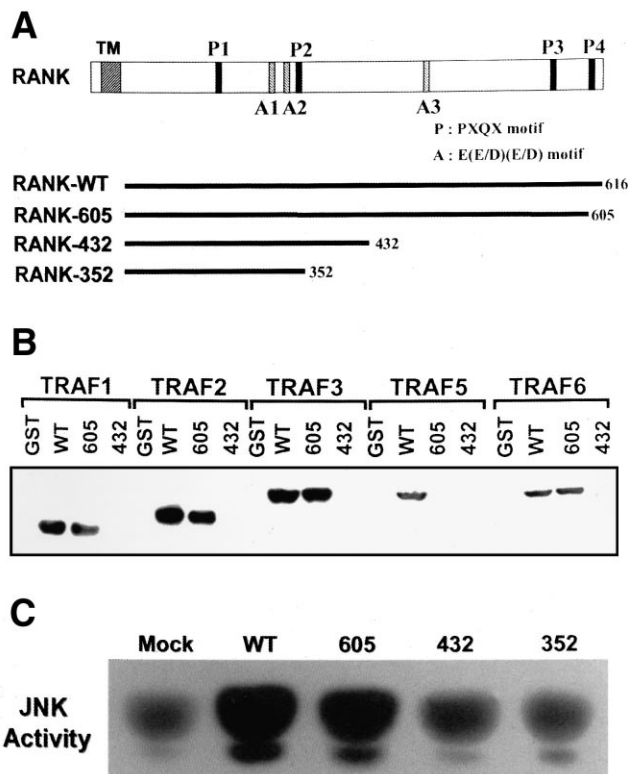 A
TM P1 P2 P3 P4
RANK
A1 A2 A3
P : PXQX motif
A : E(E/D)(E/D) motif
RANK-WT 616
RANK-605 605
RANK-432 432
RANK-352 352
B
TRAF1 TRAF2 TRAF3 TRAF5 TRAF6
GST WT 605 432 GST WT 605 432 GST WT 605 432 GST WT 605 432 GST WT 605 432
C
Mock WT 605 432 352
JNK
Activity